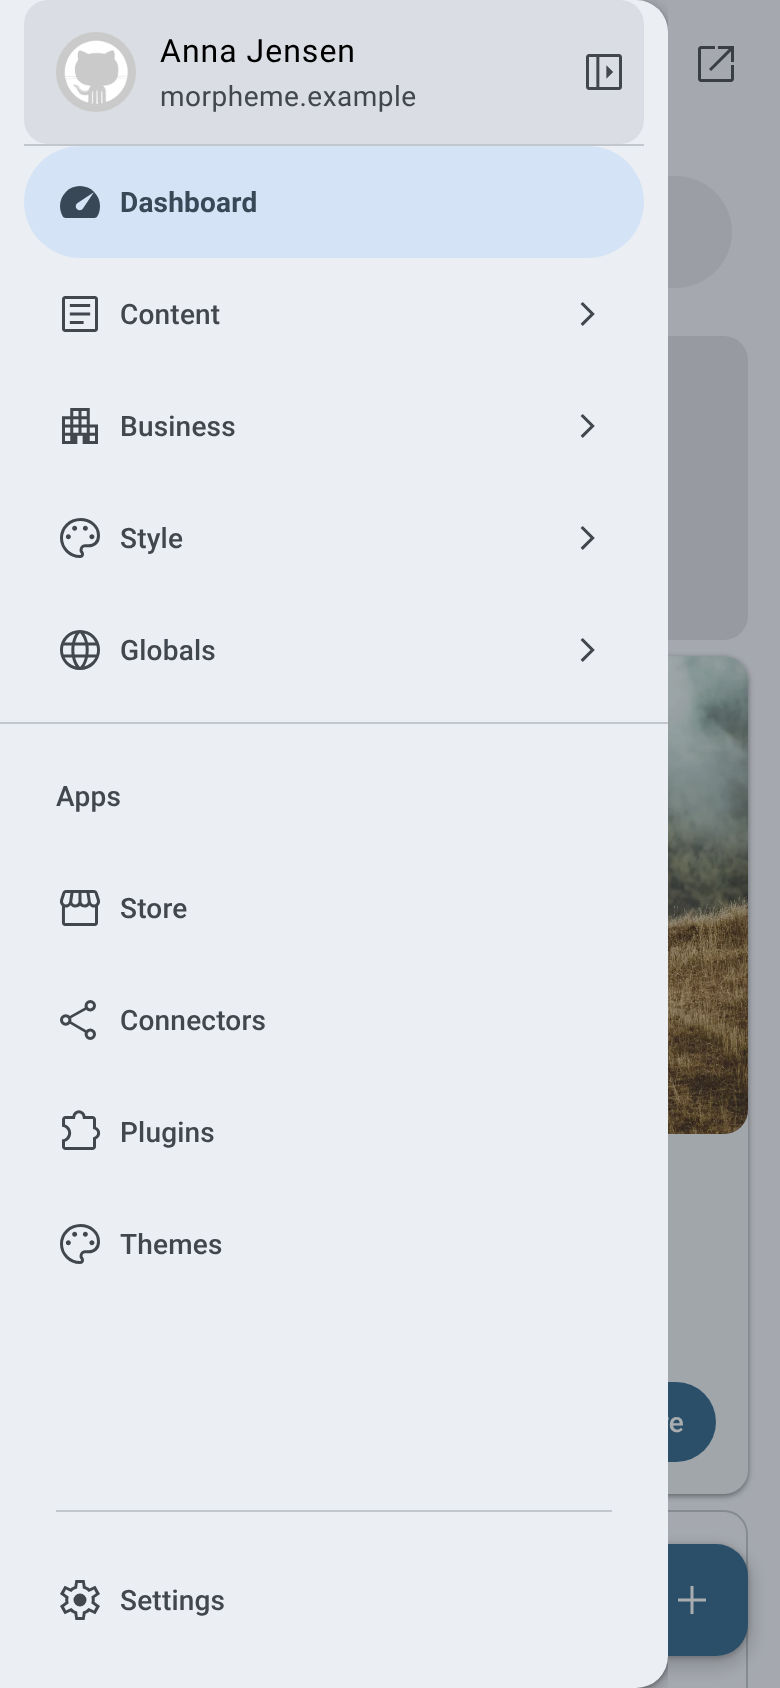 Anna Jensen
morpheme.example
Dashboard
Content
Business
Style
Globals
Apps
Store
Connectors
Plugins
Themes
Settings